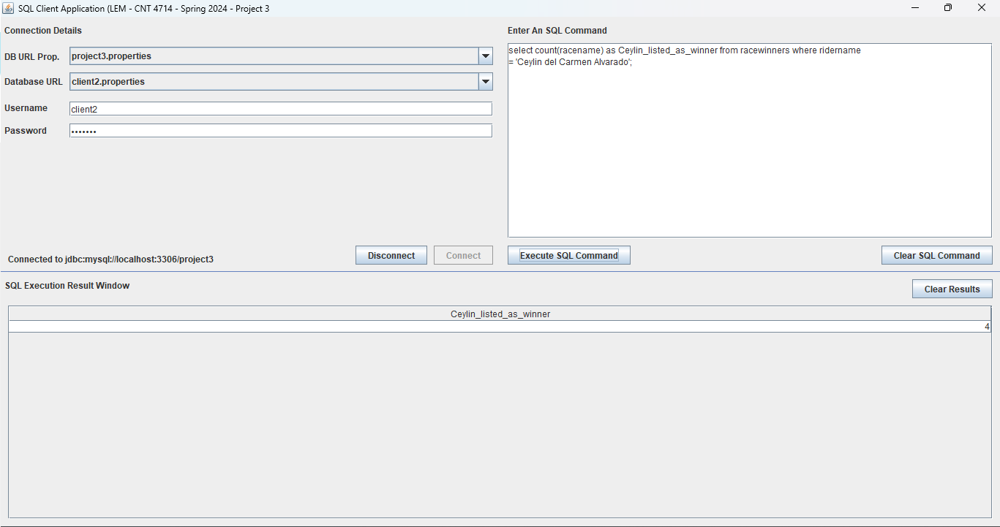 SQL Client Application (LEM - CNT 4714 - Spring 2024 - Project 3
Connection Details
DB URL Prop. project3.properties
Database URL client2.properties
Username client2
Password •••••••
Connected to jdbc:mysql://localhost:3306/project3
Disconnect
Connect
Enter An SQL Command
select count(racename) as Ceylin_listed_as_winner from racewinners where ridername
= 'Ceylin del Carmen Alvarado';
Execute SQL Command
Clear SQL Command
SQL Execution Result Window
Clear Results
Ceylin_listed_as_winner
4